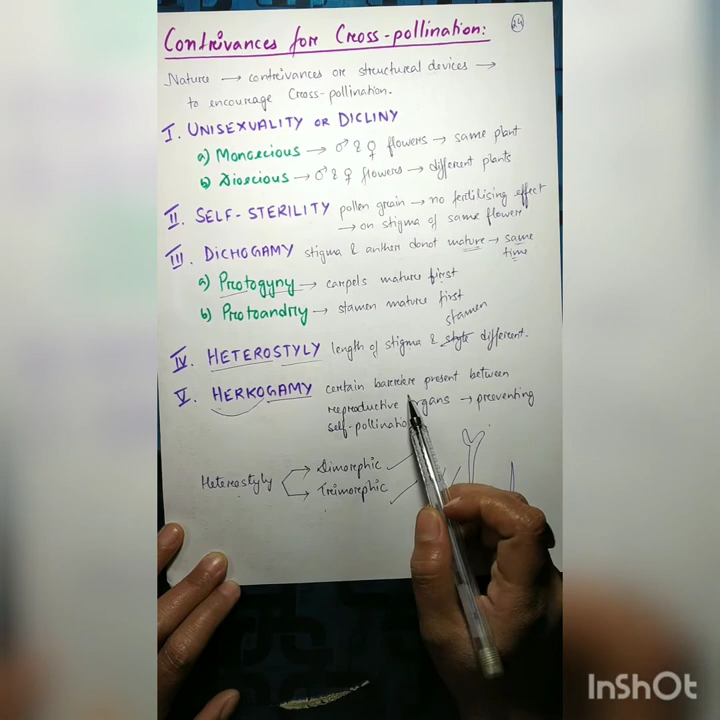 Contrivances for Cross-pollination:
24
Nature → contrivances or structural devices →
to encourage Cross-pollination.
I. UNISEXUALITY OR DICLINY
a) Monoecious → ♂ & ♀ flowers → same plant
b) Dioecious → ♂ & ♀ flowers → different plants
II. SELF-STERILITY pollen grain → no fertilising effect
→ on stigma of same flower
III. DICHOGAMY stigma & anther donot mature → same
time
a) Protogyny → carpels mature first
b) Protoandry → stamen mature first
stamen
IV. HETEROSTYLY length of stigma & style different.
V. HERKOGAMY certain barriers present between
reproductive organs → preventing
self-pollination
Heterostyly → Dimorphic
→ Trimorphic
InShOt